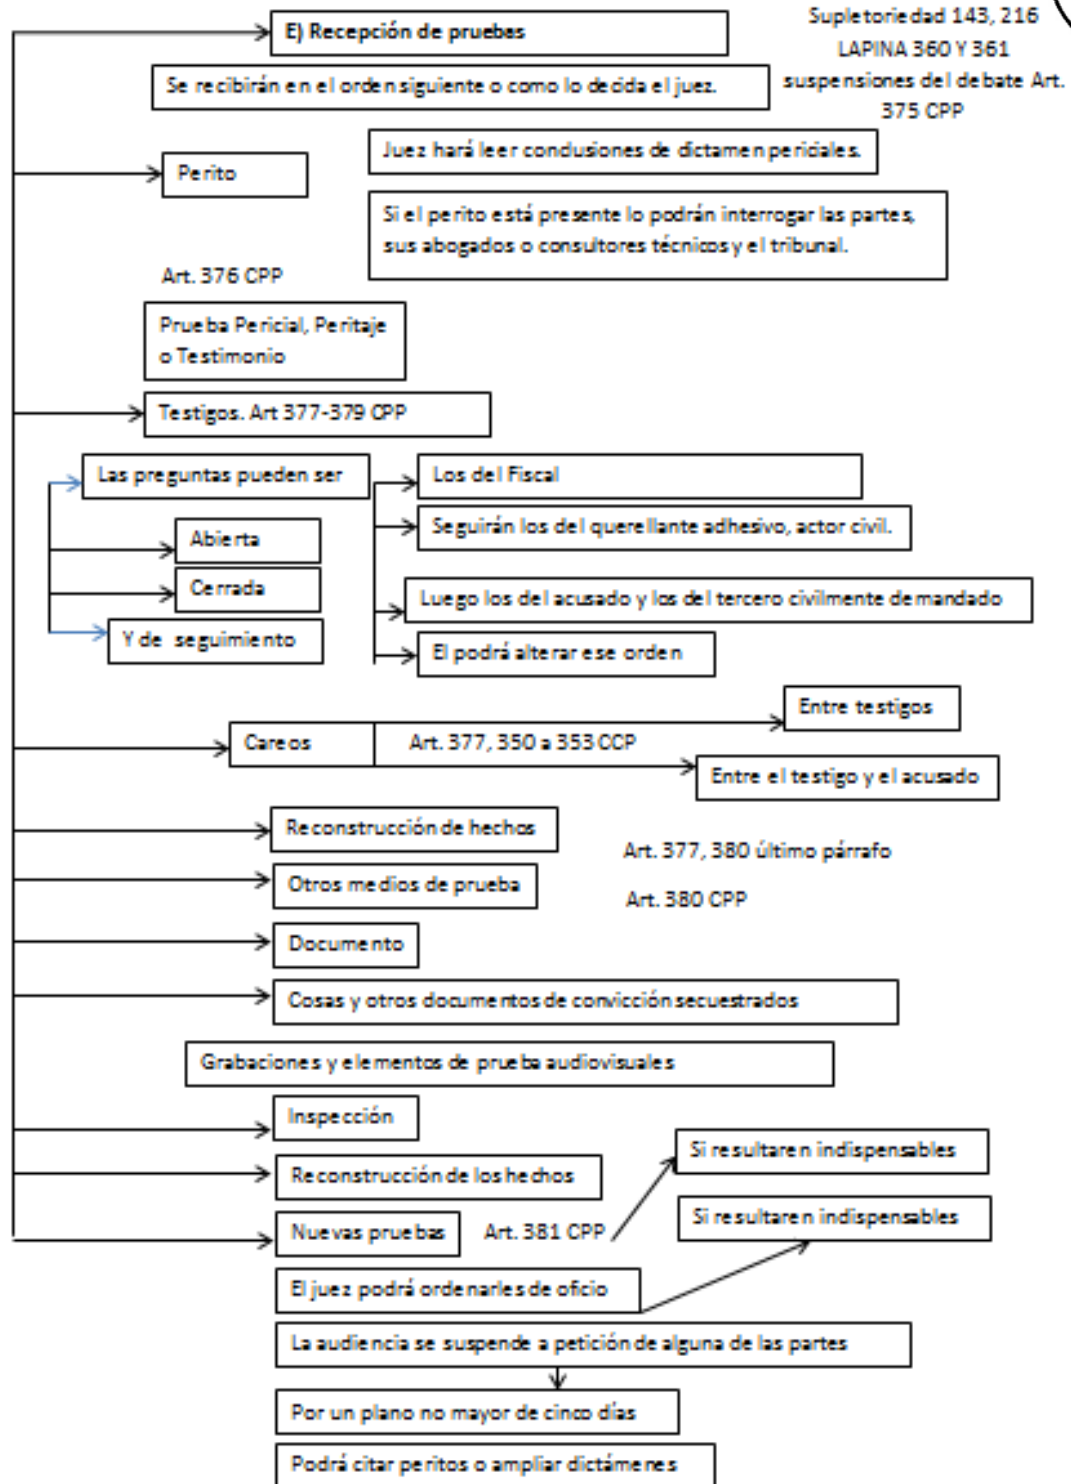 E) Recepción de pruebas
Supletoriedad 143, 216
LAPINA 360 Y 361
suspensiones del debate Art.
375 CPP
Se recibirán en el orden siguiente o como lo decida el juez.
Perito
Juez hará leer conclusiones de dictamen periciales.
Si el perito está presente lo podrán interrogar las partes,
sus abogados o consultores técnicos y el tribunal.
Art. 376 CPP
Prueba Pericial, Peritaje
o Testimonio
Testigos. Art 377-379 CPP
Las preguntas pueden ser
Abierta
Cerrada
Y de seguimiento
Los del Fiscal
Seguirán los del querellante adhesivo, actor civil.
Luego los del acusado y los del tercero civilmente demandado
El podrá alterar ese orden
Careos
Art. 377, 350 a 353 CCP
Entre testigos
Entre el testigo y el acusado
Reconstrucción de hechos
Art. 377, 380 último párrafo
Otros medios de prueba
Art. 380 CPP
Documento
Cosas y otros documentos de convicción secuestrados
Grabaciones y elementos de prueba audiovisuales
Inspección
Reconstrucción de los hechos
Si resultaren indispensables
Nuevas pruebas
Art. 381 CPP
Si resultaren indispensables
El juez podrá ordenarles de oficio
La audiencia se suspende a petición de alguna de las partes
Por un plano no mayor de cinco días
Podrá citar peritos o ampliar dictámenes